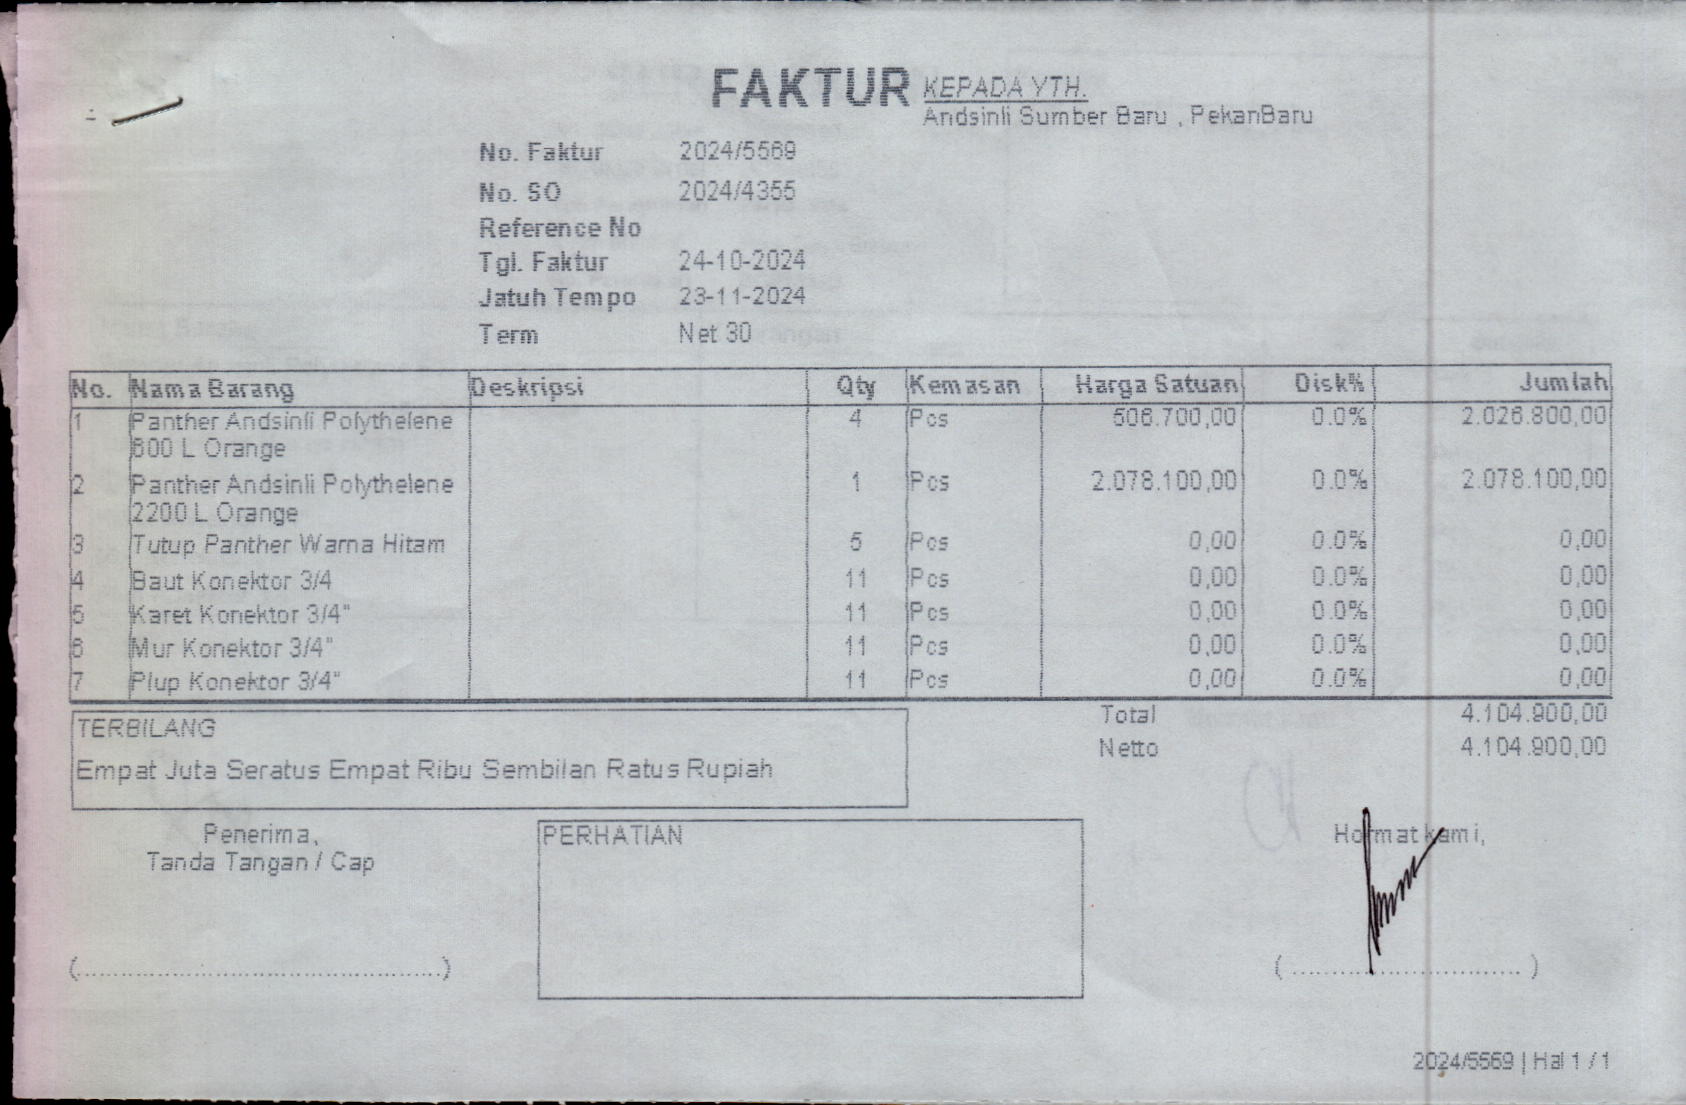 FAKTUR
KEPADA YTH.
Andsinli Sumber Baru , PekanBaru
No. Faktur 2024/5569
No. SO 2024/4355
Reference No
Tgl. Faktur 24-10-2024
Jatuh Tempo 23-11-2024
Term Net 30
No. Nama Barang Deskripsi Qty Kemasan Harga Satuan Disk% Jumlah
1 Panther Andsinli Polythelene 4 Pcs 506.700,00 0.0% 2.026.800,00
600 L Orange
2 Panther Andsinli Polythelene 1 Pcs 2.078.100,00 0.0% 2.078.100,00
2200 L Orange
3 Tutup Panther Warna Hitam 5 Pcs 0,00 0.0% 0,00
4 Baut Konektor 3/4 11 Pcs 0,00 0.0% 0,00
5 Karet Konektor 3/4" 11 Pcs 0,00 0.0% 0,00
6 Mur Konektor 3/4" 11 Pcs 0,00 0.0% 0,00
7 Plup Konektor 3/4" 11 Pcs 0,00 0.0% 0,00
Total 4.104.900,00
Netto 4.104.900,00
TERBILANG
Empat Juta Seratus Empat Ribu Sembilan Ratus Rupiah
Penerima,
Tanda Tangan / Cap
PERHATIAN
Hormat kami,
(...............................................)
( ............................. )
2024/5569 | Hal 1 / 1